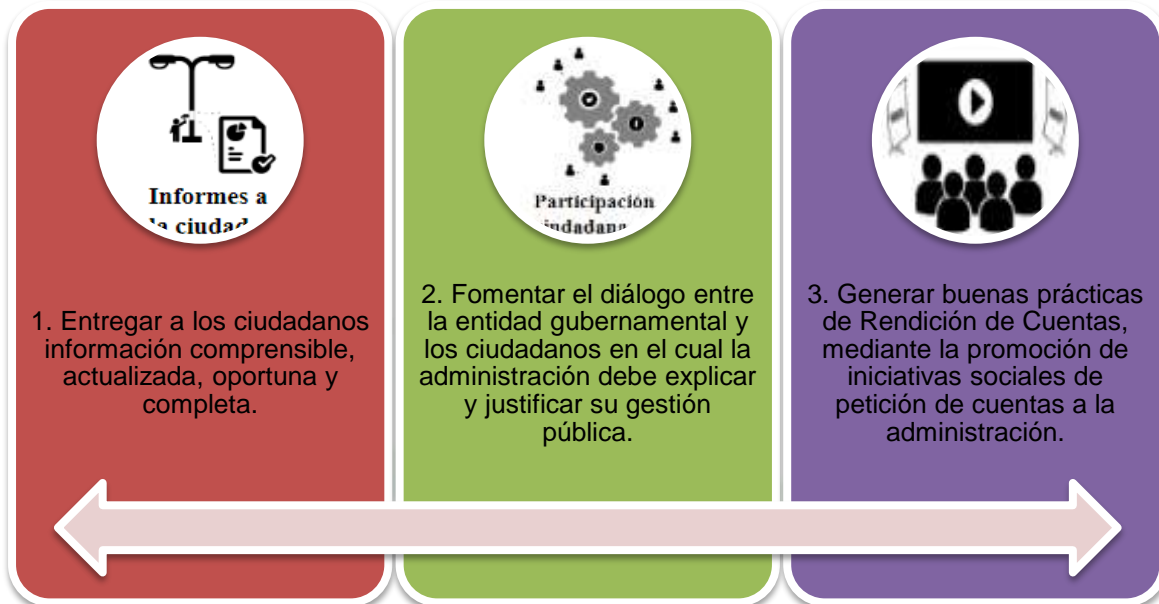 Informes a
1. Entregar a los ciudadanos
información comprensible,
actualizada, oportuna y
completa.
Participación
2. Fomentar el diálogo entre
la entidad gubernamental y
los ciudadanos en el cual la
administración debe explicar
y justificar su gestión
pública.
3. Generar buenas prácticas
de Rendición de Cuentas,
mediante la promoción de
iniciativas sociales de
petición de cuentas a la
administración.